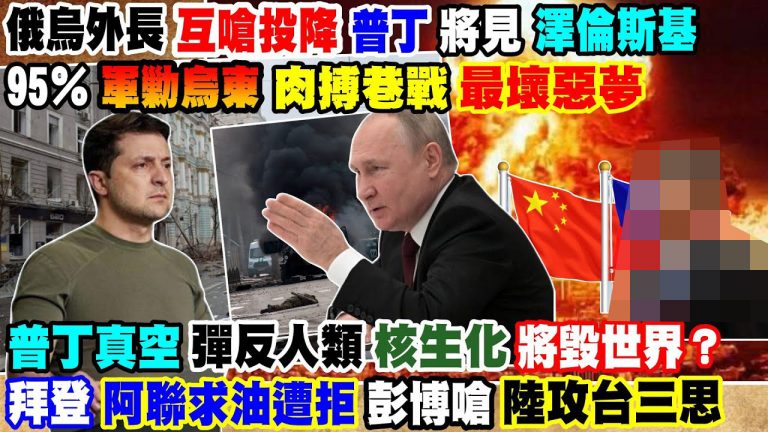 俄烏外長 互嗆投降 普丁 將見 澤倫斯基
95% 軍勦烏東 肉搏巷戰 最壞惡夢
普丁真空 彈反人類 核生化 將毀世界？
拜登 阿聯求油遭拒 彭博嗆 陸攻台三思